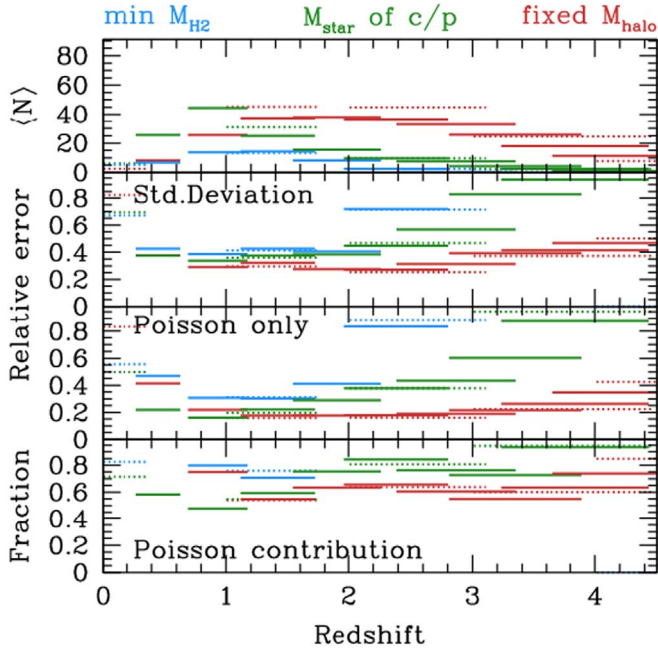 min M_H2 M_star of c/p fixed M_halo
⟨N⟩
80
60
40
20
0
Relative error
Std.Deviation
0.8
0.6
0.4
0.2
0
Poisson only
0.8
0.6
0.4
0.2
0
Fraction
0.8
0.6
0.4
0.2
0
Poisson contribution
0 1 2 3 4
Redshift